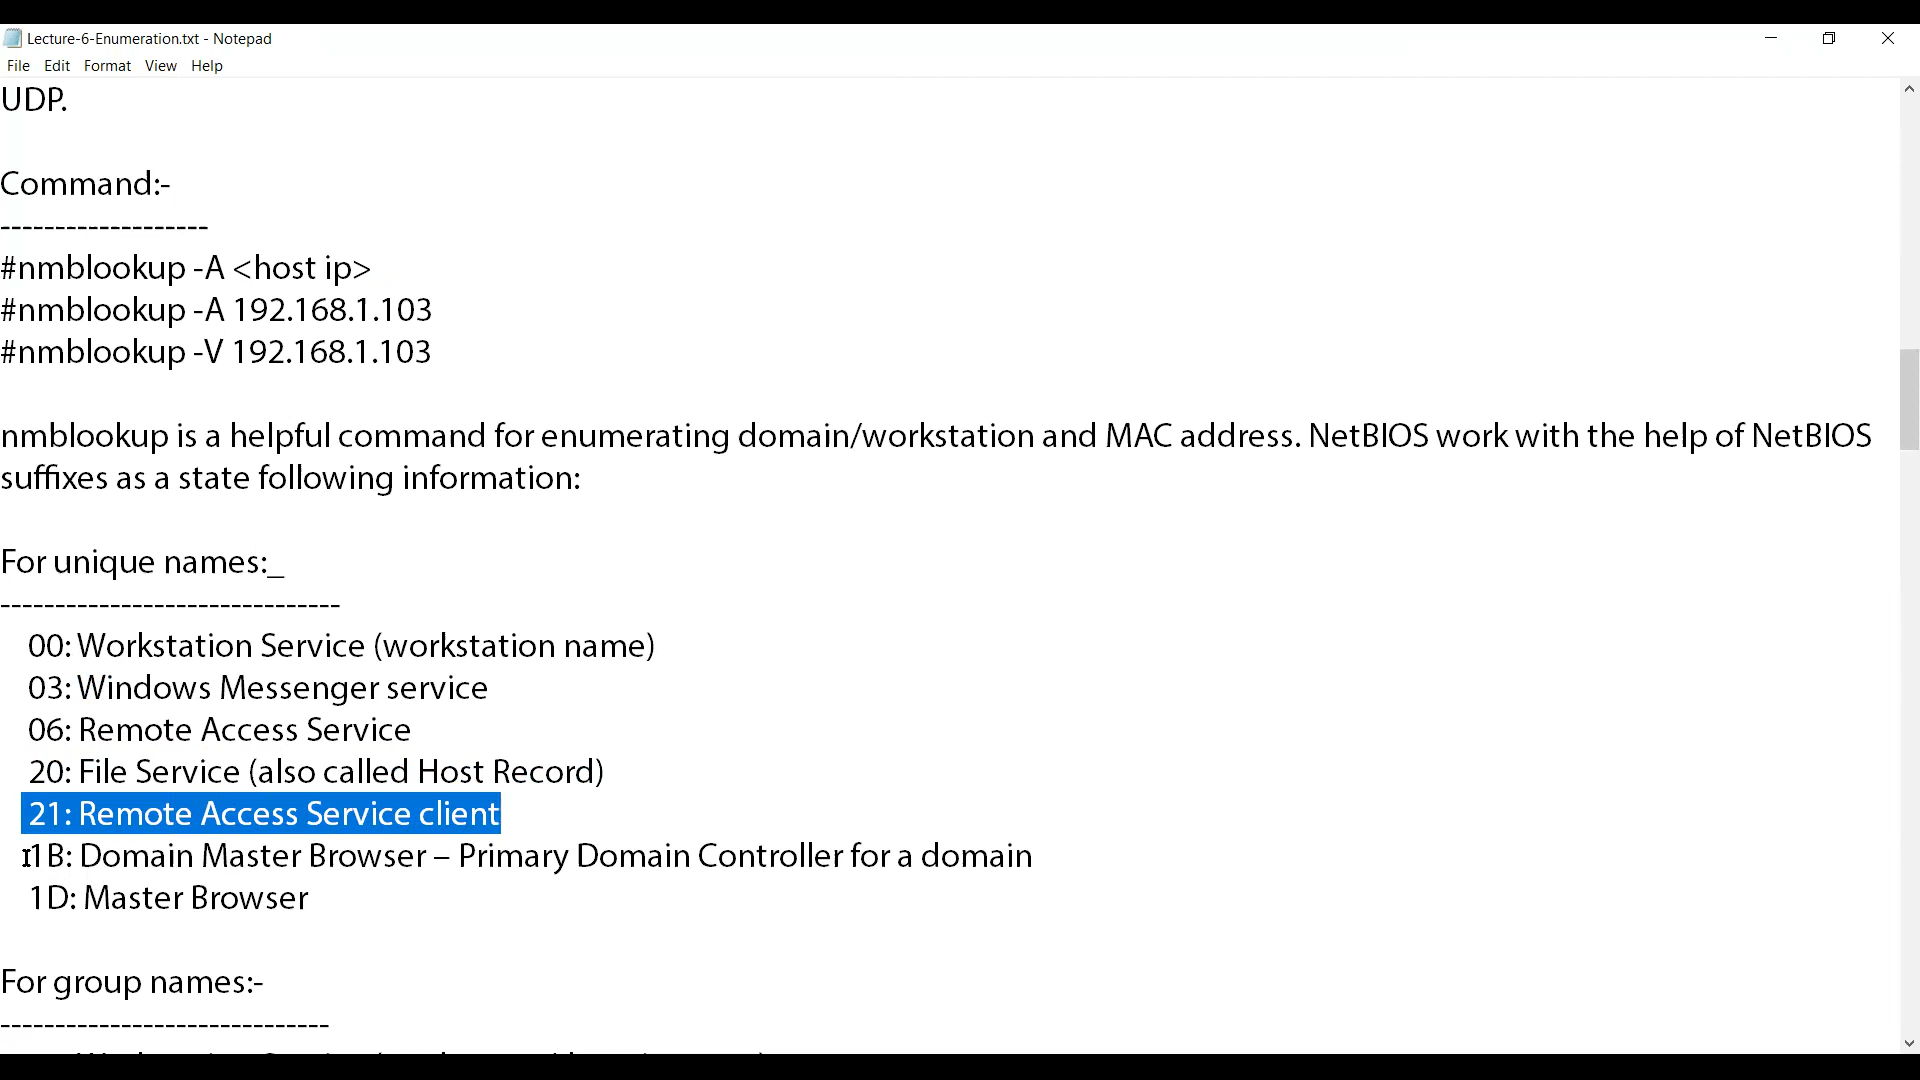 Lecture-6-Enumeration.txt - Notepad
File Edit Format View Help
UDP.
Command:-
-------------------
#nmblookup -A <host ip>
#nmblookup -A 192.168.1.103
#nmblookup -V 192.168.1.103
nmblookup is a helpful command for enumerating domain/workstation and MAC address. NetBIOS work with the help of NetBIOS
suffixes as a state following information:
For unique names:_
-------------------------------
00: Workstation Service (workstation name)
03: Windows Messenger service
06: Remote Access Service
20: File Service (also called Host Record)
21: Remote Access Service client
1B: Domain Master Browser – Primary Domain Controller for a domain
1D: Master Browser
For group names:-
------------------------------